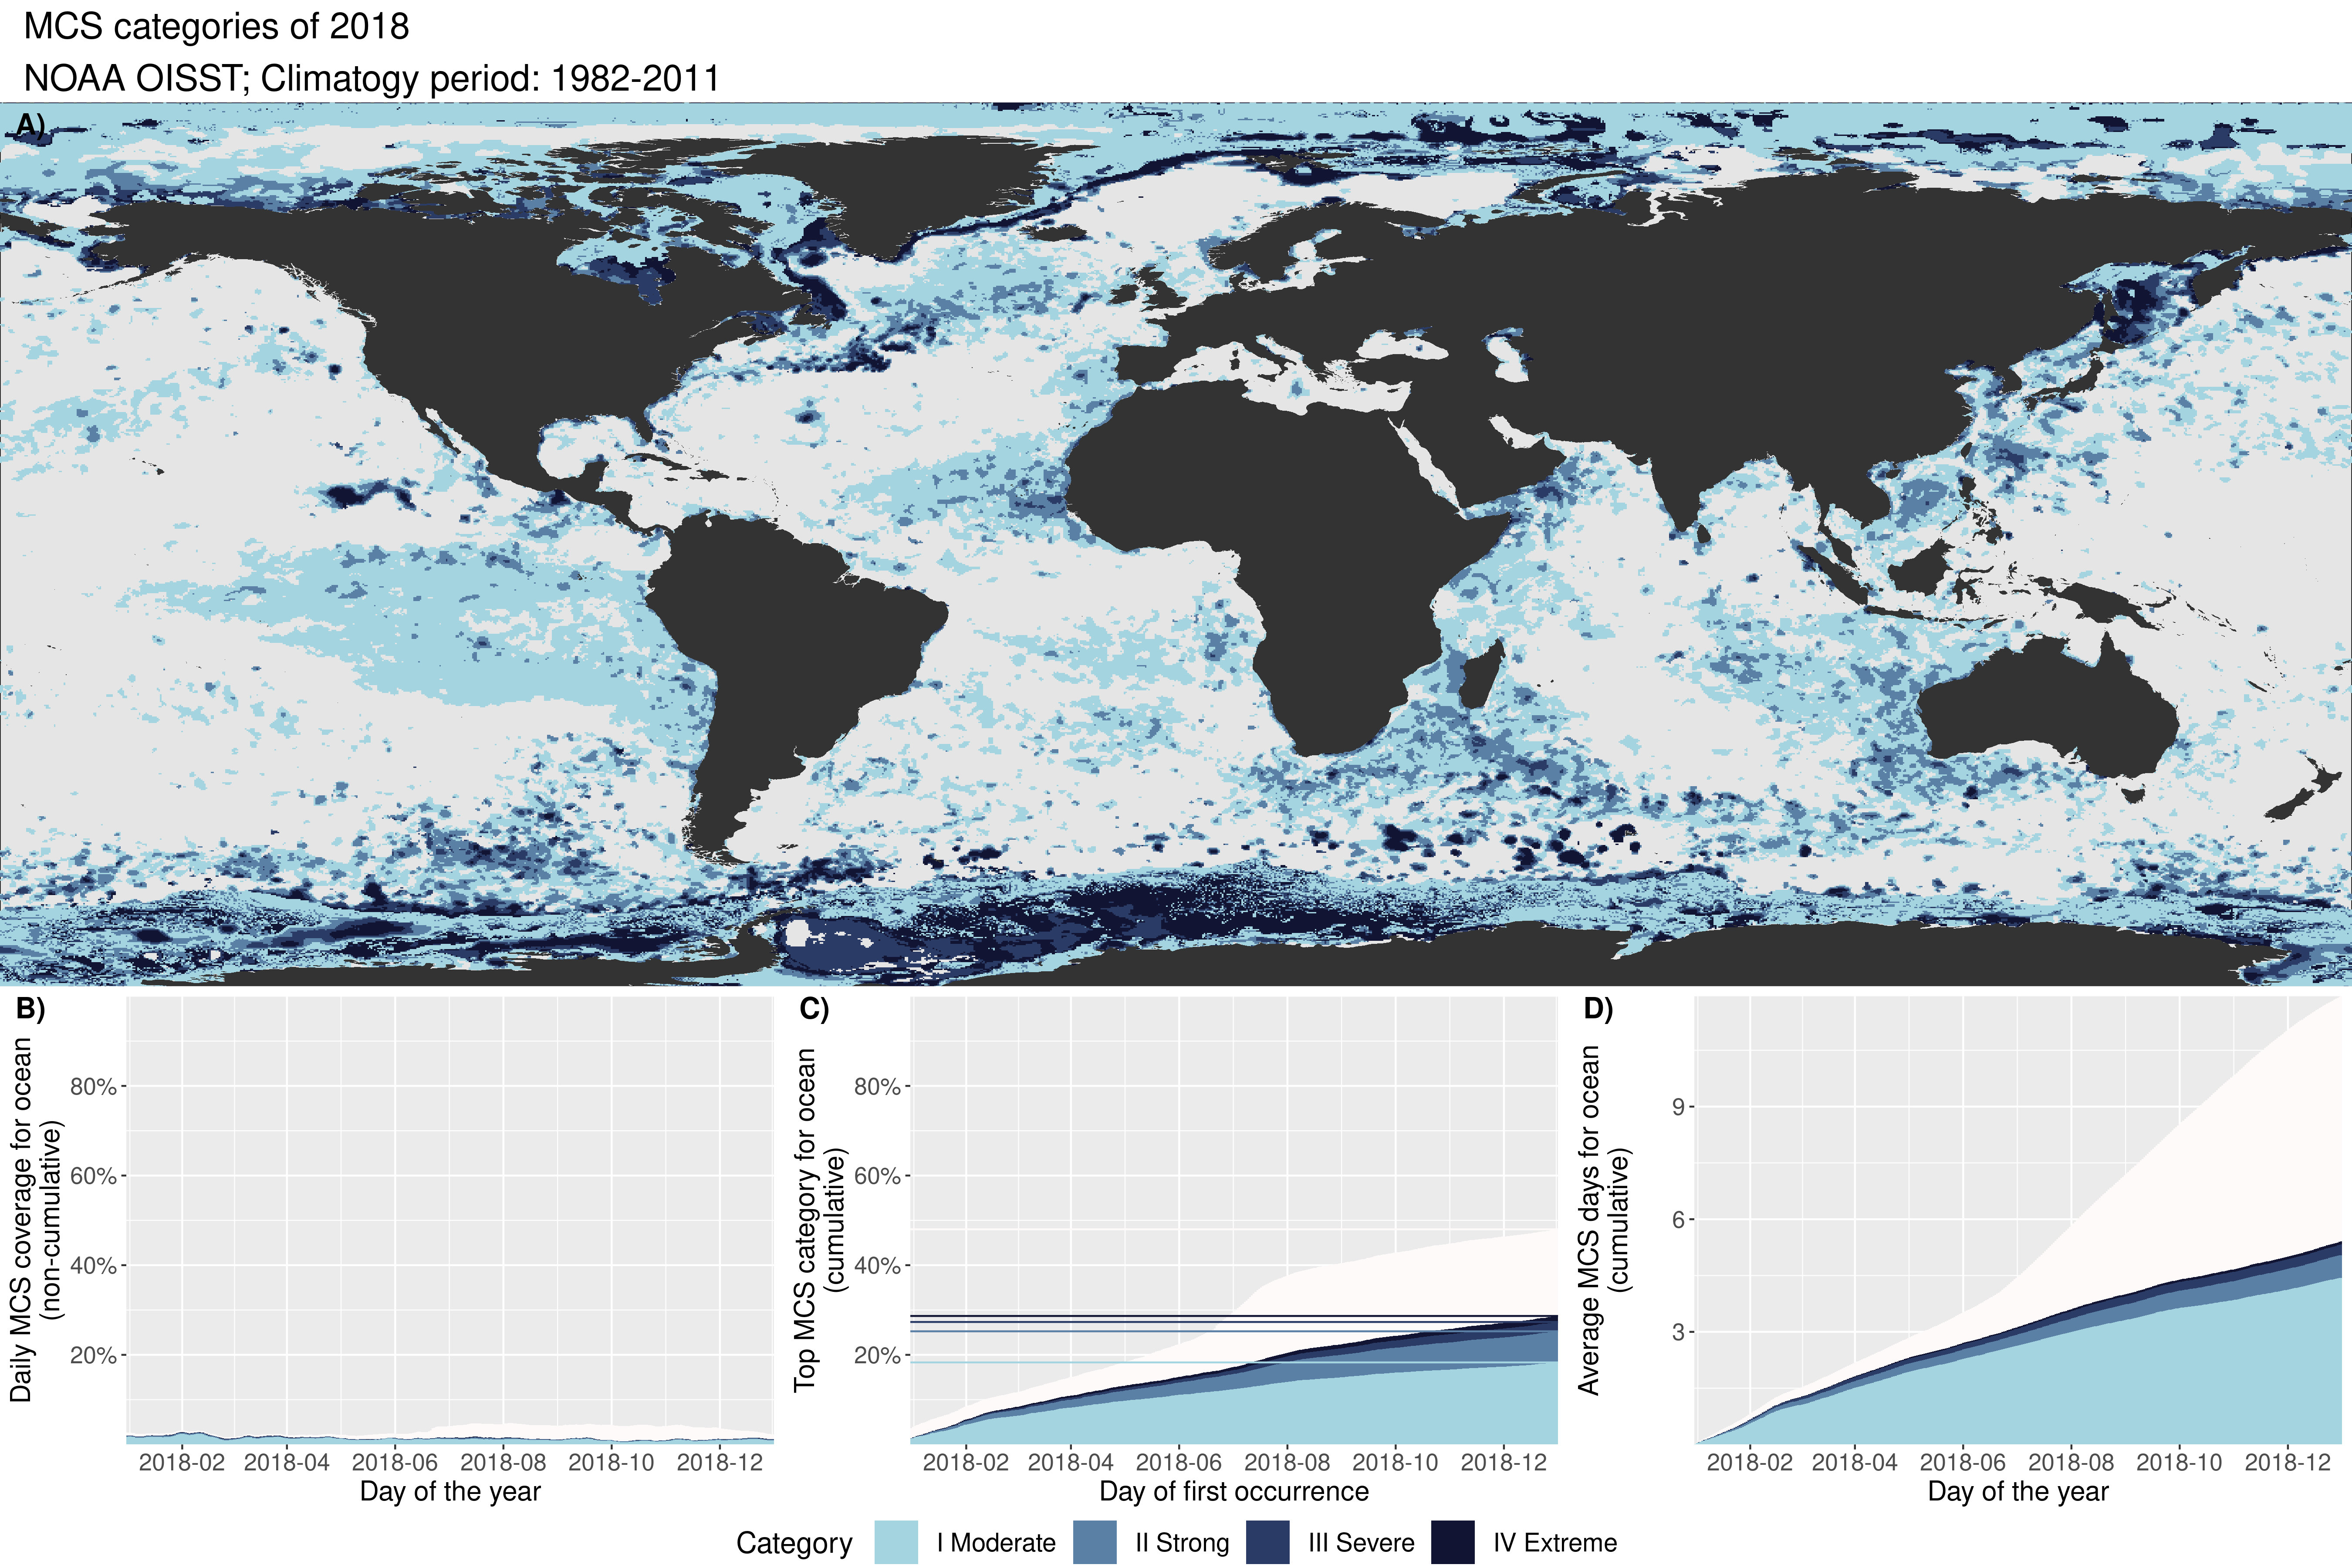 MCS categories of 2018
NOAA OISST; Climatogy period: 1982-2011
A)
B)
Daily MCS coverage for ocean
(non-cumulative)
80%
60%
40%
20%
2018-02 2018-04 2018-06 2018-08 2018-10 2018-12
Day of the year
C)
Top MCS category for ocean
(cumulative)
80%
60%
40%
20%
2018-02 2018-04 2018-06 2018-08 2018-10 2018-12
Day of first occurrence
D)
Average MCS days for ocean
(cumulative)
9
6
3
2018-02 2018-04 2018-06 2018-08 2018-10 2018-12
Day of the year
Category I Moderate II Strong III Severe IV Extreme